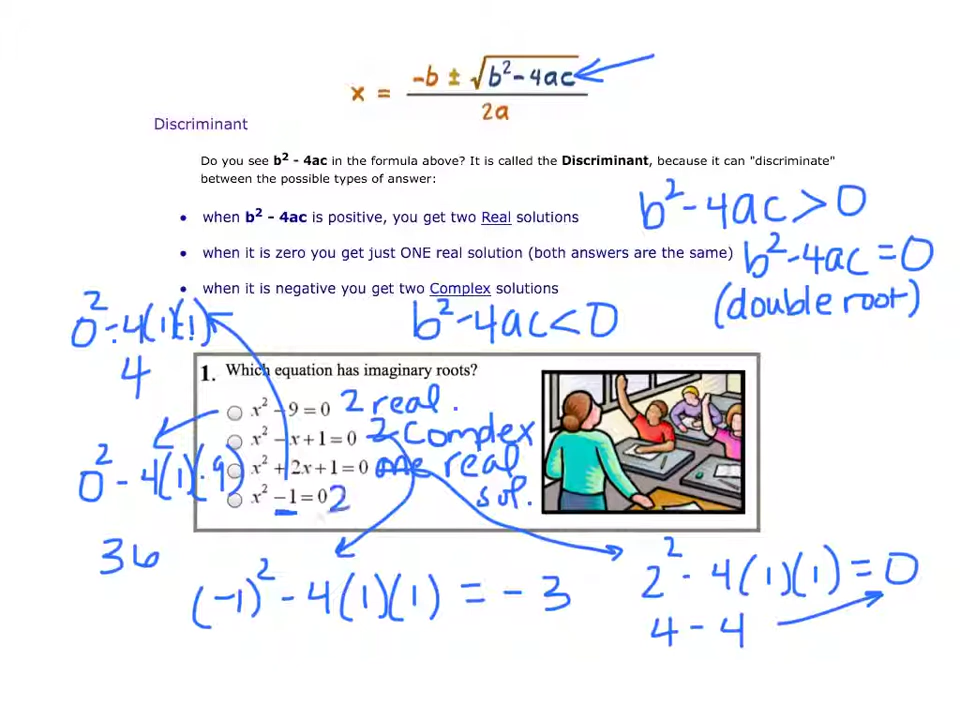 x = -b ± √b² - 4ac
2a
Discriminant
Do you see b² - 4ac in the formula above? It is called the Discriminant, because it can "discriminate"
between the possible types of answer:
• when b² - 4ac is positive, you get two Real solutions
b² - 4ac > 0
• when it is zero you get just ONE real solution (both answers are the same)
b² - 4ac = 0
(double root)
• when it is negative you get two Complex solutions
b² - 4ac < 0
0² - 4(1)(-1)
4
1. Which equation has imaginary roots?
x² - 9 = 0 2 real.
x² - x + 1 = 0 2 Complex
x² + 2x + 1 = 0 one real
sol.
x² - 1 = 0 2
0² - 4(1)(-9)
36
(-1)² - 4(1)(1) = -3
2² - 4(1)(1) = 0
4 - 4